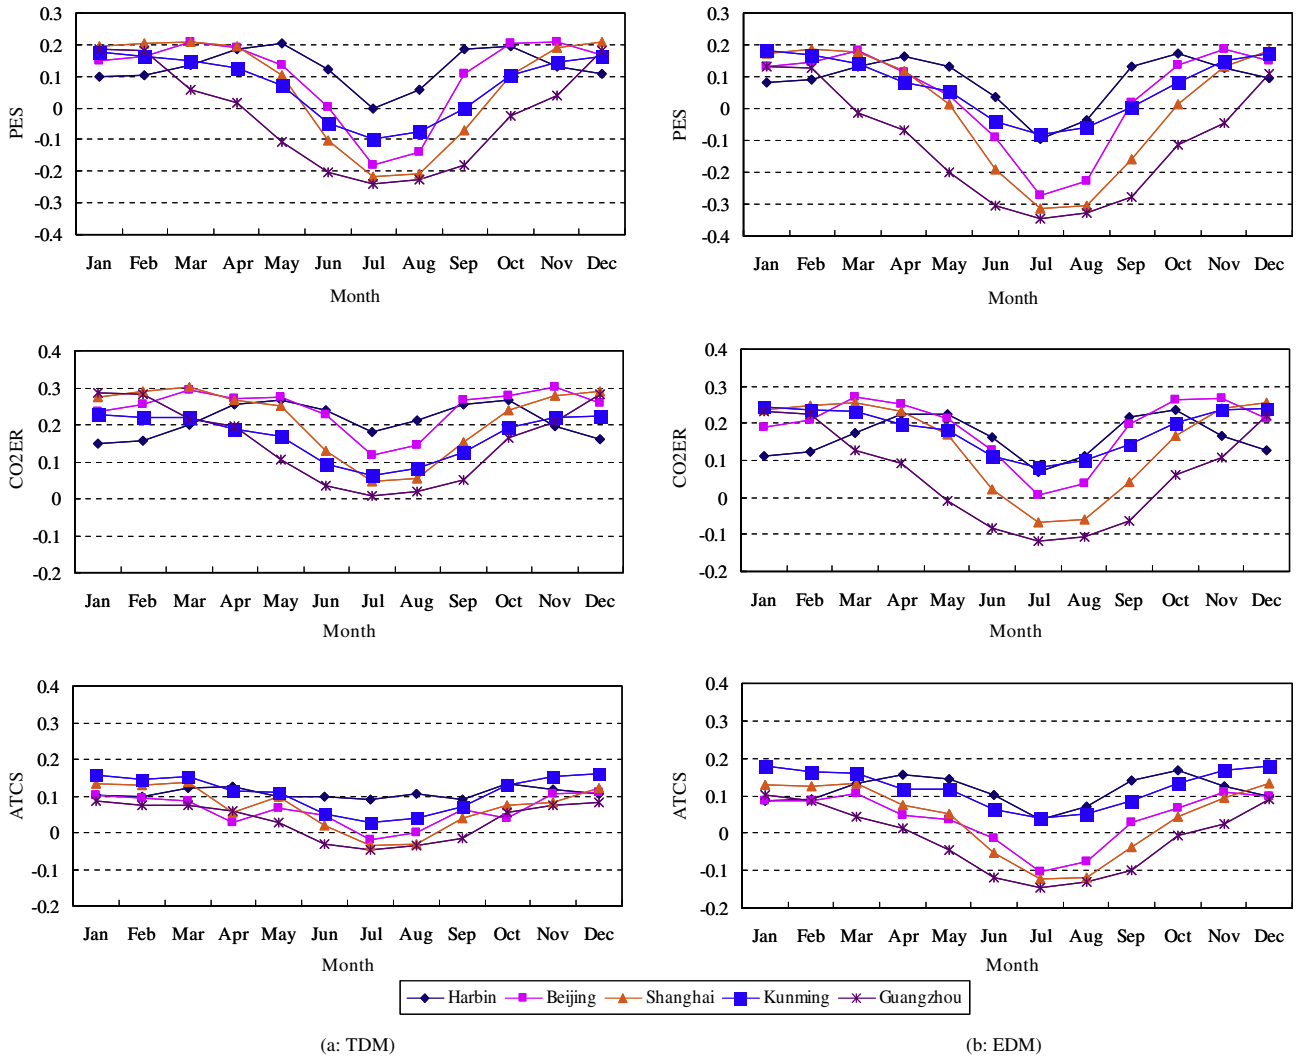 0.3
0.2
0.1
0
-0.1
-0.2
-0.3
-0.4
PES
Jan Feb Mar Apr May Jun Jul Aug Sep Oct Nov Dec
Month
0.3
0.2
0.1
0
-0.1
-0.2
-0.3
-0.4
PES
Jan Feb Mar Apr May Jun Jul Aug Sep Oct Nov Dec
Month
0.4
0.3
0.2
0.1
0
-0.1
-0.2
CO2ER
Jan Feb Mar Apr May Jun Jul Aug Sep Oct Nov Dec
Month
0.4
0.3
0.2
0.1
0
-0.1
-0.2
CO2ER
Jan Feb Mar Apr May Jun Jul Aug Sep Oct Nov Dec
Month
0.4
0.3
0.2
0.1
0
-0.1
-0.2
ATCS
Jan Feb Mar Apr May Jun Jul Aug Sep Oct Nov Dec
Month
0.4
0.3
0.2
0.1
0
-0.1
-0.2
ATCS
Jan Feb Mar Apr May Jun Jul Aug Sep Oct Nov Dec
Month
Harbin Beijing Shanghai Kunming Guangzhou
(a: TDM)
(b: EDM)